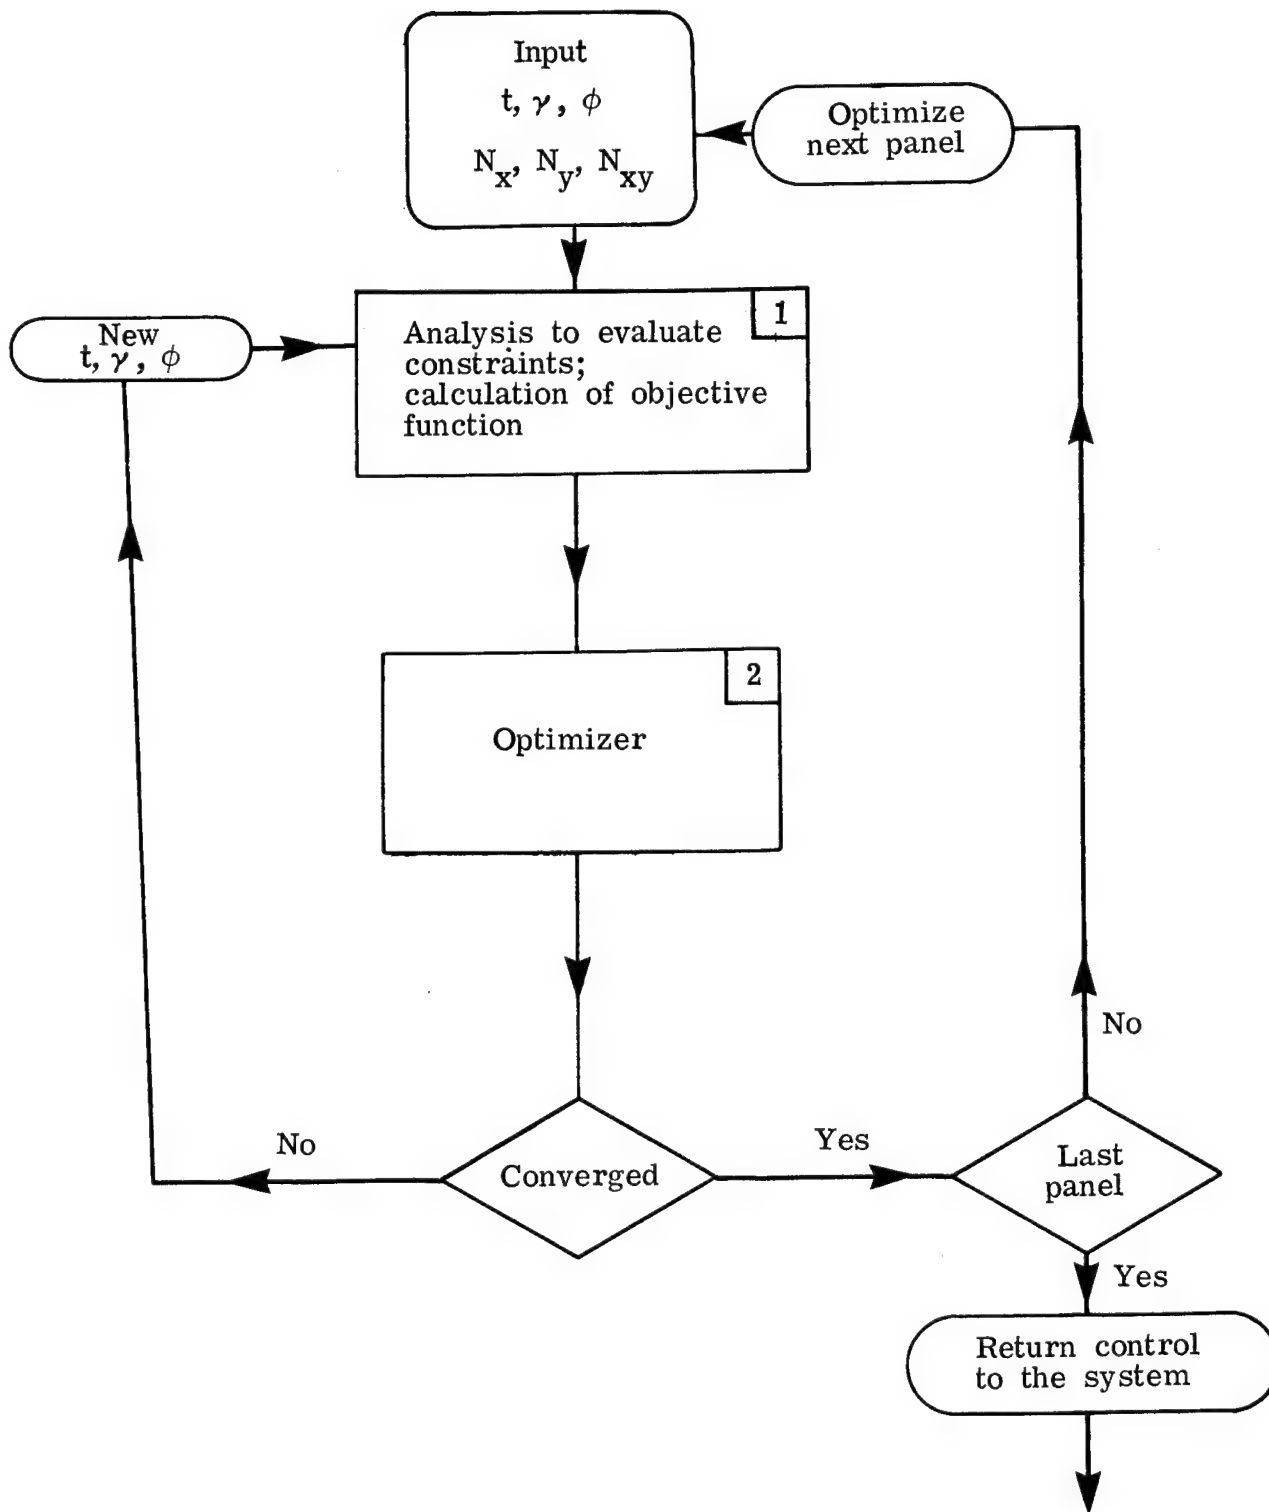 Input
t, γ, φ
N_x, N_y, N_xy
Optimize
next panel
1
Analysis to evaluate
constraints;
calculation of objective
function
New
t, γ, φ
2
Optimizer
No
Converged
Yes
No
Last
panel
Yes
Return control
to the system